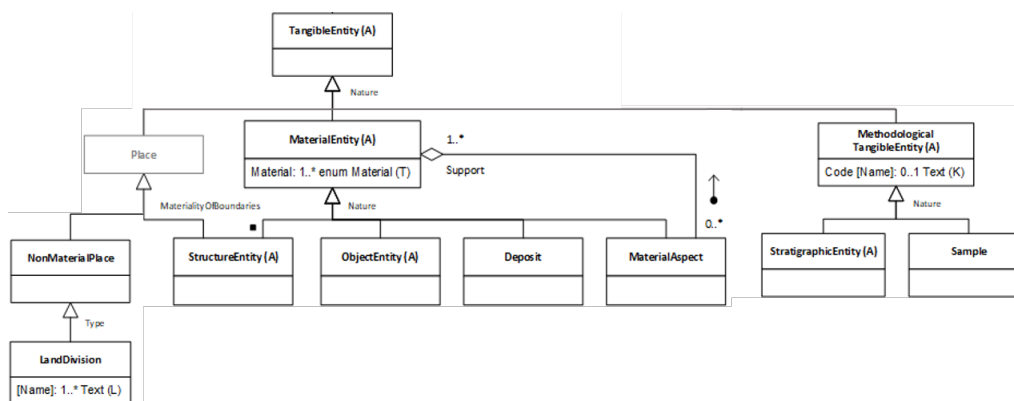 TangibleEntity (A)
Nature
Place
MaterialEntity (A)
Material: 1..* enum Material (T)
1..*
Support
Methodological
TangibleEntity (A)
Code [Name]: 0..1 Text (K)
MaterialityOfBoundaries
Nature
0..*
Nature
NonMaterialPlace
StructureEntity (A)
ObjectEntity (A)
Deposit
MaterialAspect
StratigraphicEntity (A)
Sample
Type
LandDivision
[Name]: 1..* Text (L)